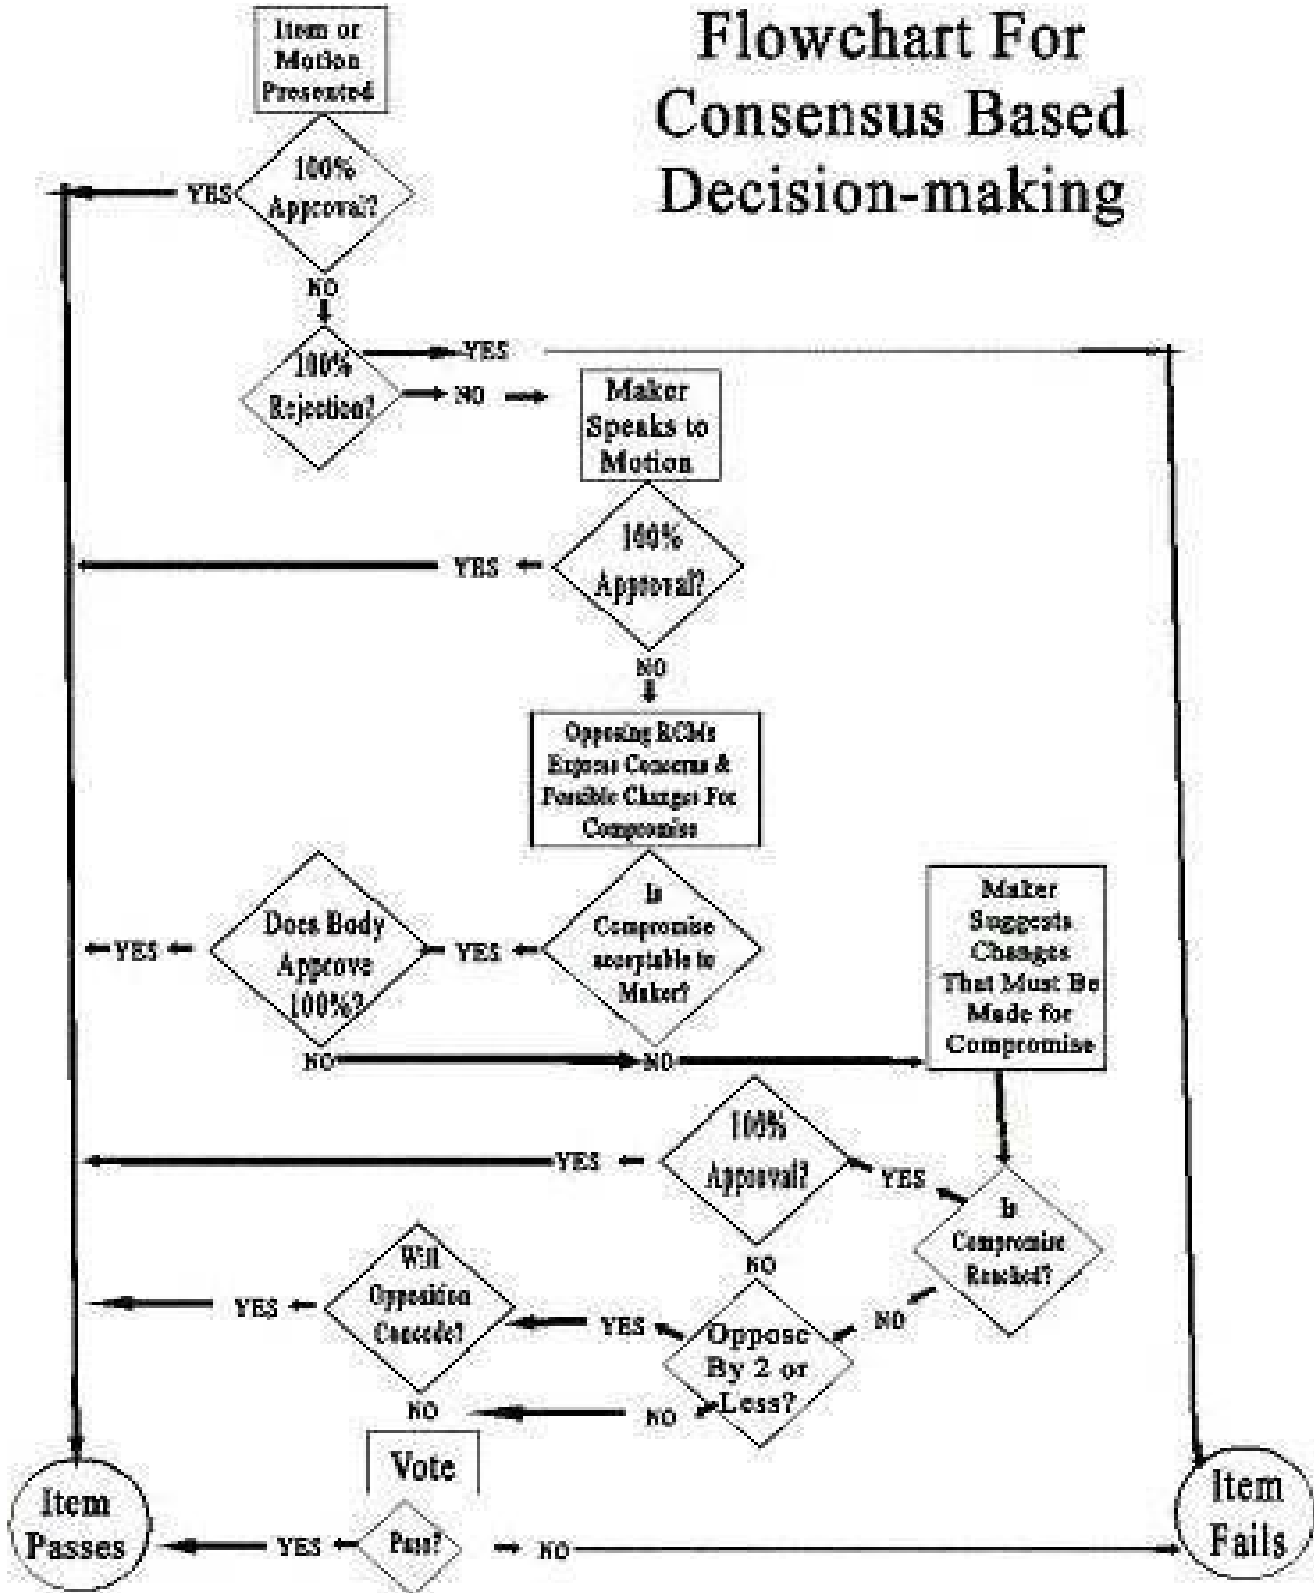 Flowchart For
Consensus Based
Decision-making
Item or
Motion
Presented
100%
Approval?
YES
NO
100%
Rejection?
YES
NO
Maker
Speaks to
Motion
100%
Approval?
YES
NO
Opposing RCMs
Express Concerns &
Possible Changes For
Compromise
Is
Compromise
acceptable to
Maker?
YES
Does Body
Approve
100%?
YES
NO
NO
Maker
Suggests
Changes
That Must Be
Made for
Compromise
Is
Compromise
Reached?
YES
100%
Approval?
YES
NO
NO
Oppose
By 2 or
Less?
YES
Will
Opposition
Concede?
YES
NO
NO
Vote
Pass?
YES
NO
Item
Passes
Item
Fails